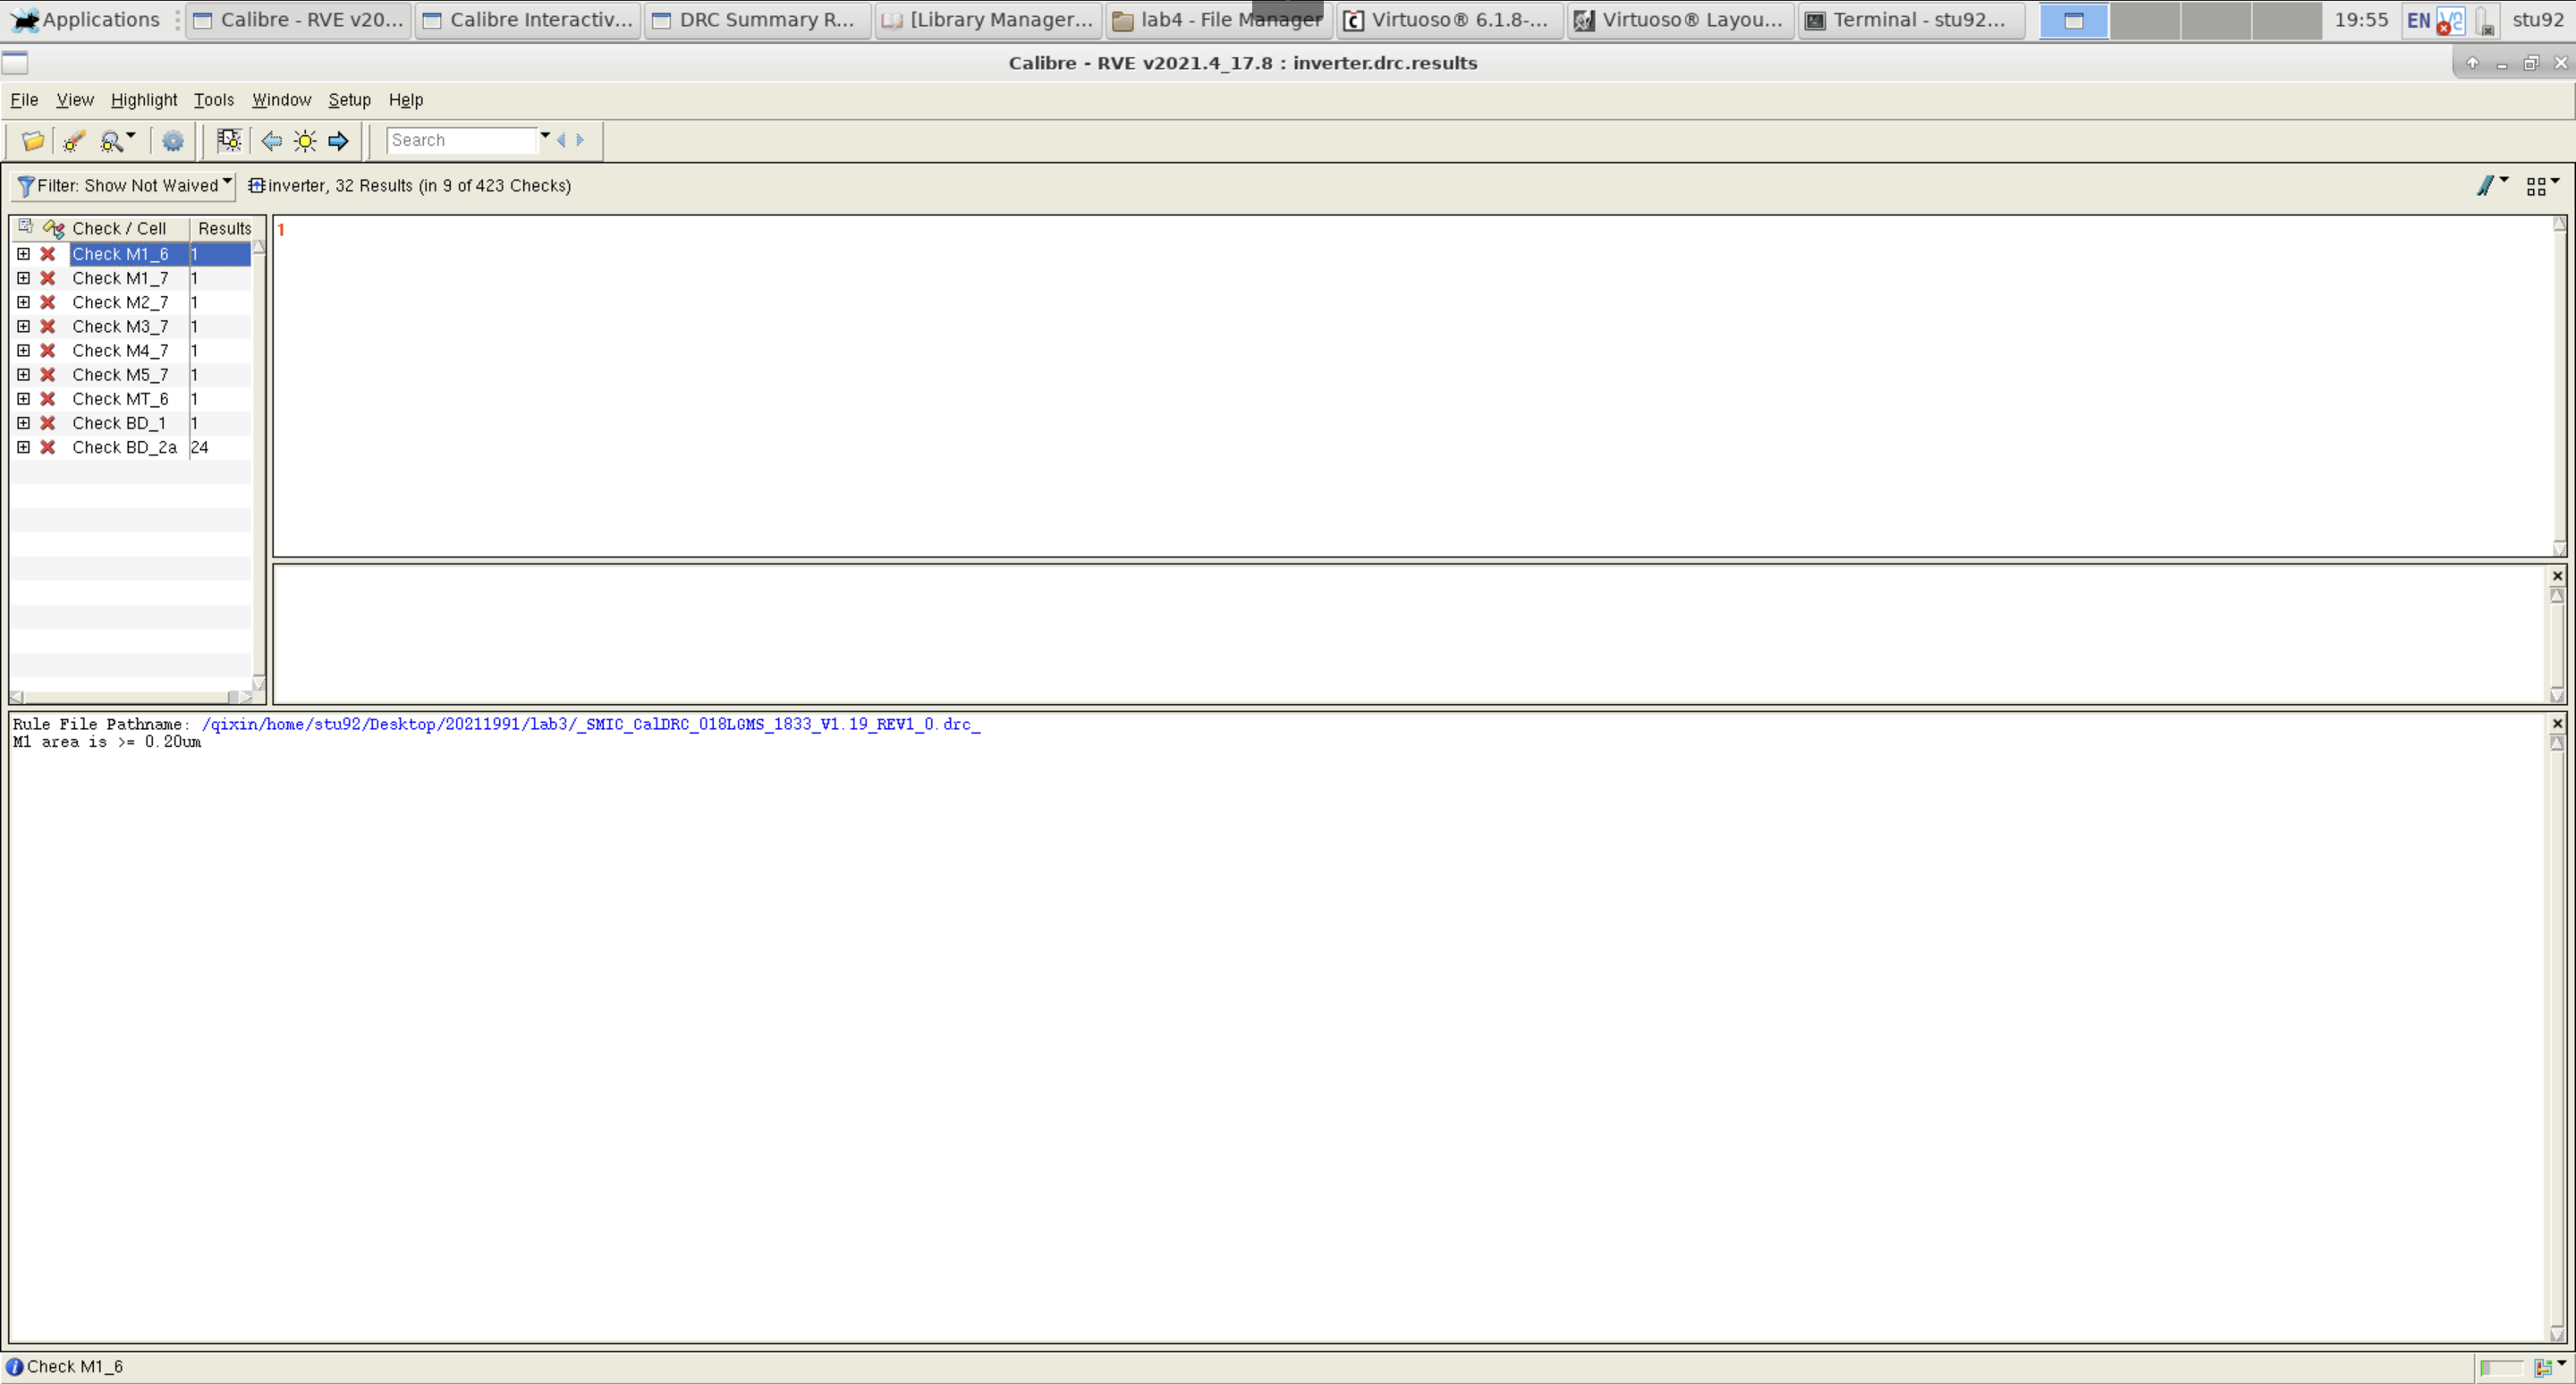 Applications Calibre - RVE v20... Calibre Interactiv... DRC Summary R... [Library Manager... lab4 - File Manager Virtuoso® 6.1.8-... Virtuoso® Layou... Terminal - stu92... 19:55 EN stu92
Calibre - RVE v2021.4_17.8 : inverter.drc.results
File View Highlight Tools Window Setup Help
Search
Filter: Show Not Waived inverter, 32 Results (in 9 of 423 Checks)
Check / Cell Results
1
Check M1_6 1
Check M1_7 1
Check M2_7 1
Check M3_7 1
Check M4_7 1
Check M5_7 1
Check MT_6 1
Check BD_1 1
Check BD_2a 24
Rule File Pathname: /qixin/home/stu92/Desktop/20211991/lab3/_SMIC_CalDRC_018LGMS_1833_V1.19_REV1_0.drc_
M1 area is >= 0.20um
Check M1_6